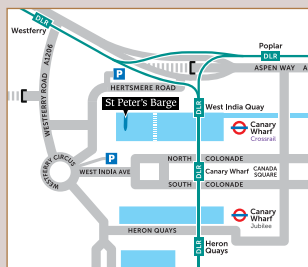 DLR
Westferry
A1206
Poplar
DLR
ASPEN WAY
A
P
HERTSMERE ROAD
St Peter's Barge
DLR
West India Quay
WESTFERRY ROAD
Canary
Wharf
Crossrail
WESTFERRY CIRCUS
P
WEST INDIA AVE
NORTH COLONADE
DLR
Canary Wharf
CANADA
SQUARE
SOUTH COLONADE
Canary
Wharf
Jubilee
HERON QUAYS
DLR
Heron
Quays